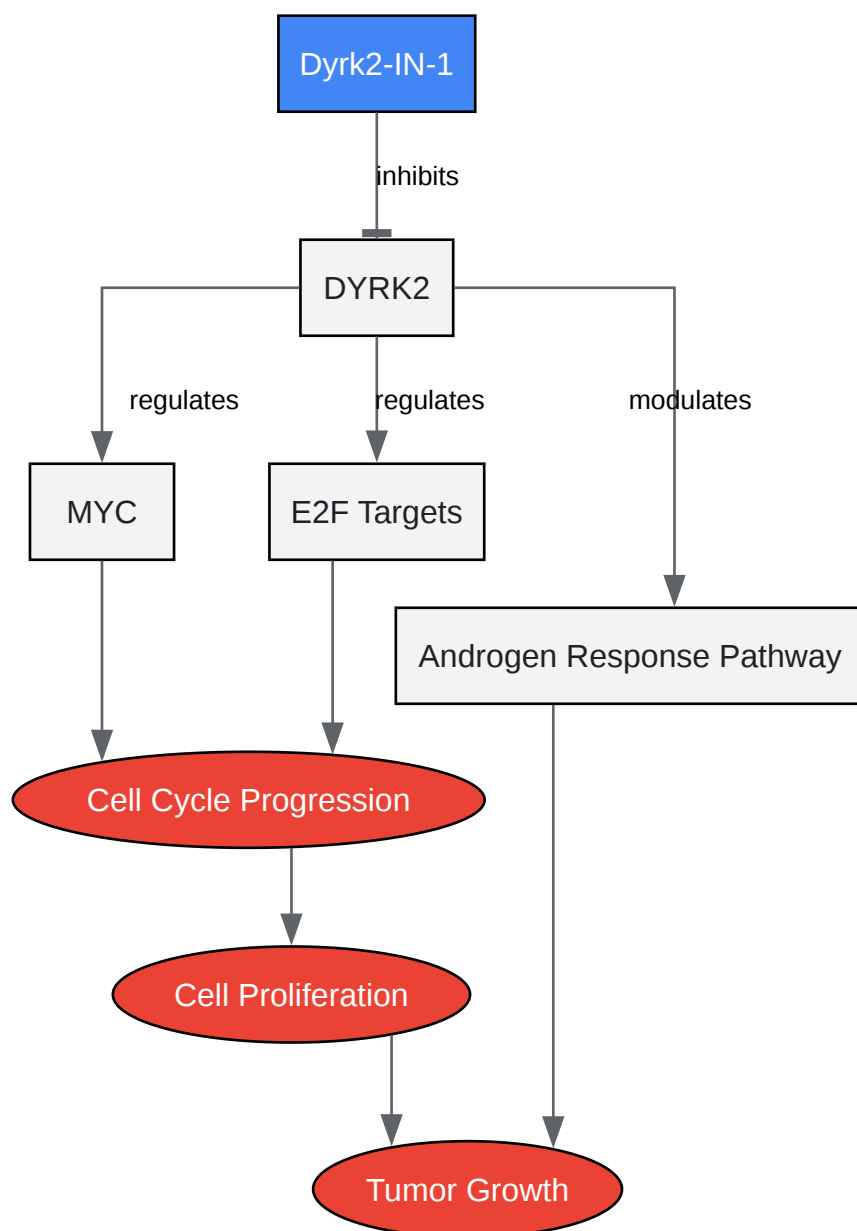 Dyrk2-IN-1
inhibits
DYRK2
regulates
regulates
modulates
MYC
E2F Targets
Androgen Response Pathway
Cell Cycle Progression
Cell Proliferation
Tumor Growth